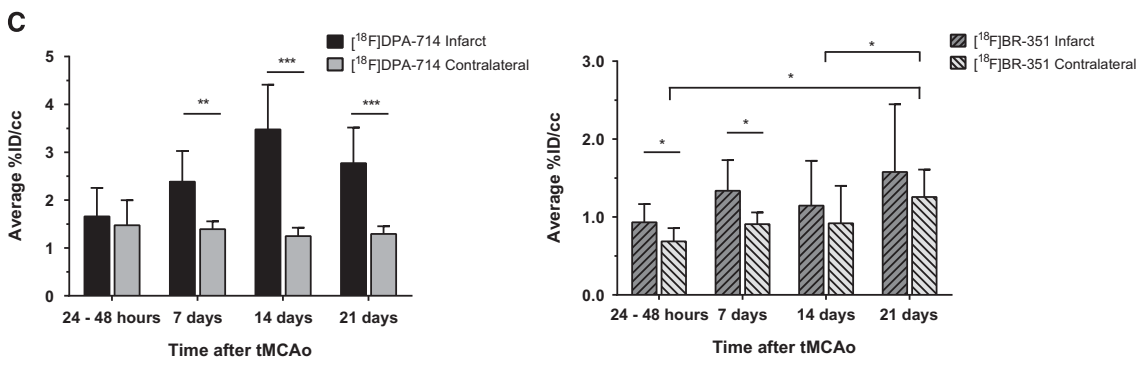 C
[18F]DPA-714 Infarct
[18F]DPA-714 Contralateral
5
4
3
2
1
0
Average %ID/cc
**
***
***
24 - 48 hours 7 days 14 days 21 days
Time after tMCAo
[18F]BR-351 Infarct
[18F]BR-351 Contralateral
3.0
2.0
1.0
0.0
Average %ID/cc
*
*
*
*
24 - 48 hours 7 days 14 days 21 days
Time after tMCAo